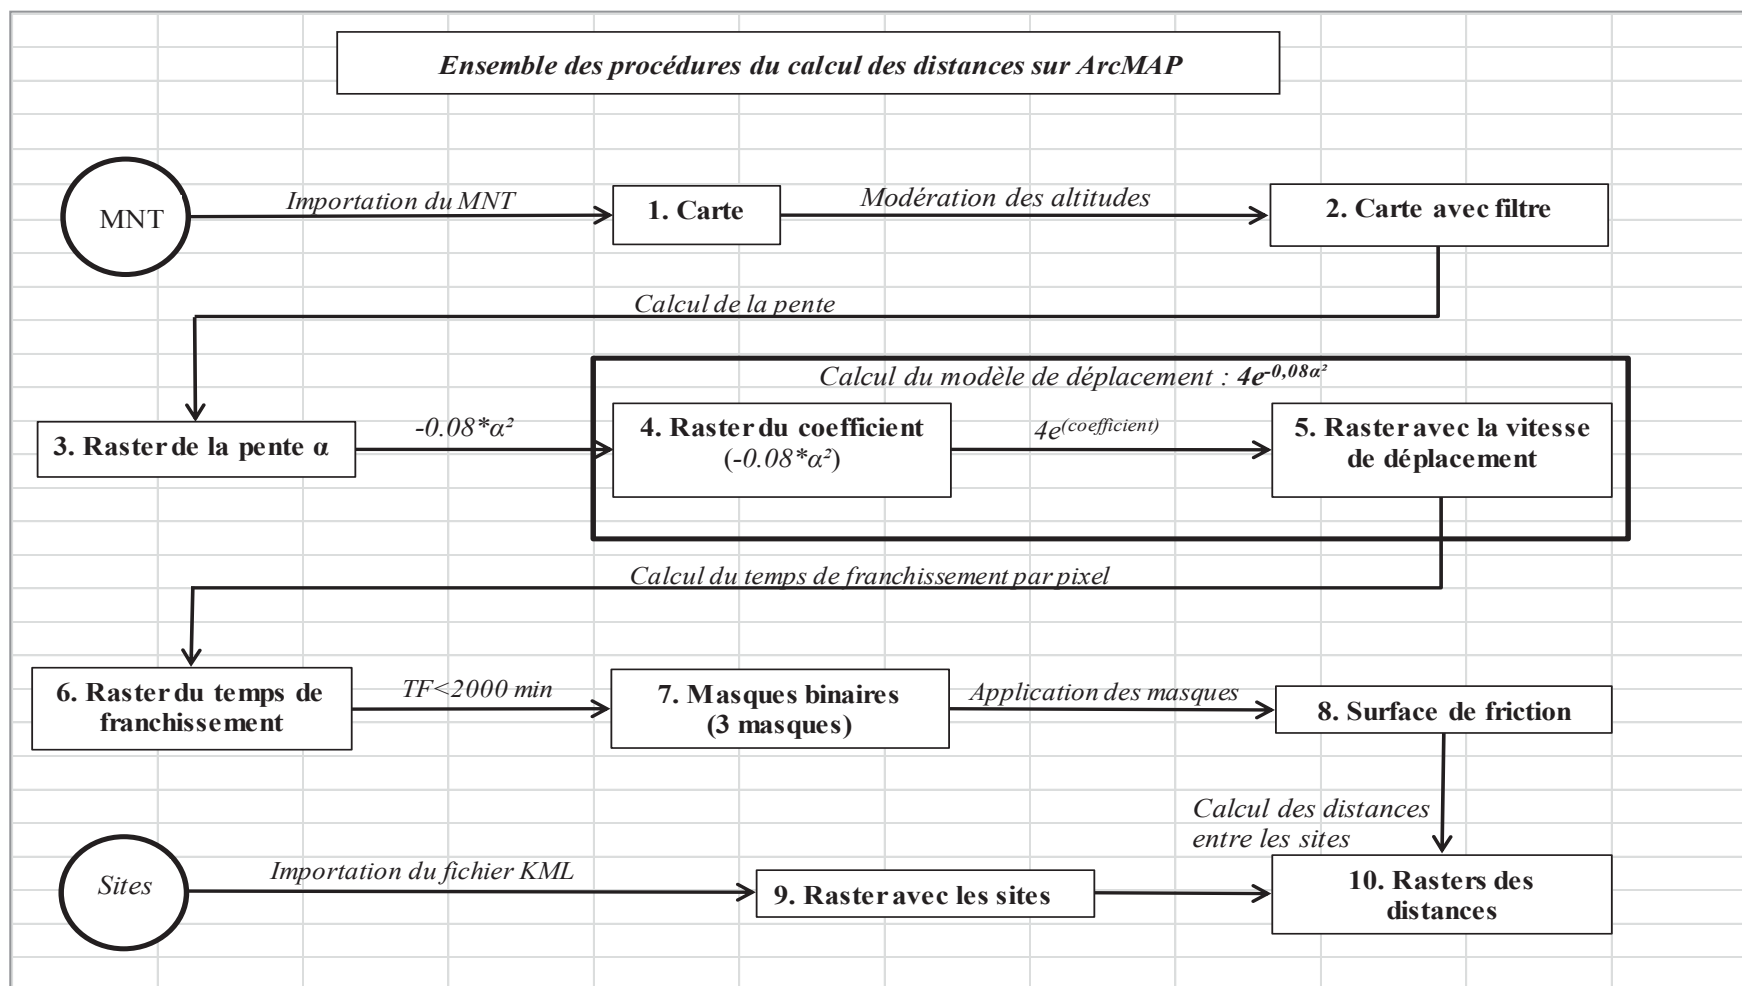 Ensemble des procédures du calcul des distances sur ArcMAP
MNT
Importation du MNT
1. Carte
Modération des altitudes
2. Carte avec filtre
Calcul de la pente
Calcul du modèle de déplacement : 4e^-0,08α²
3. Raster de la pente α
-0.08*α²
4. Raster du coefficient
(-0.08*α²)
4e^(coefficient)
5. Raster avec la vitesse
de déplacement
Calcul du temps de franchissement par pixel
6. Raster du temps de
franchissement
TF<2000 min
7. Masques binaires
(3 masques)
Application des masques
8. Surface de friction
Calcul des distances
entre les sites
Sites
Importation du fichier KML
9. Raster avec les sites
10. Rasters des
distances